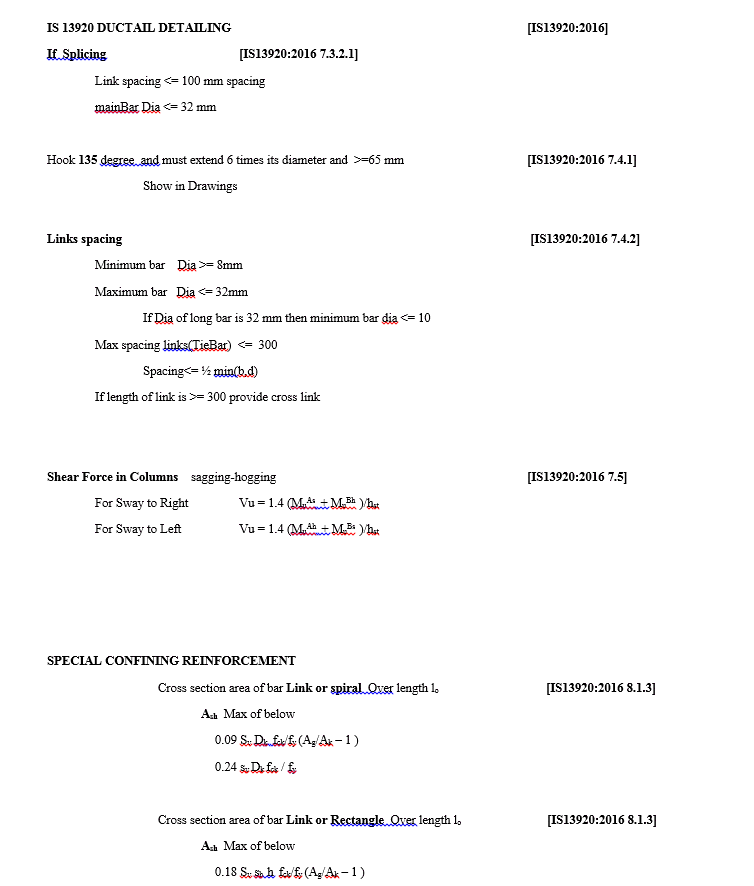 IS 13920 DUCTAIL DETAILING [IS13920:2016]
If Splicing [IS13920:2016 7.3.2.1]
Link spacing <= 100 mm spacing
mainBar Dia <= 32 mm
Hook 135 degree and must extend 6 times its diameter and >=65 mm [IS13920:2016 7.4.1]
Show in Drawings
Links spacing [IS13920:2016 7.4.2]
Minimum bar Dia >= 8mm
Maximum bar Dia <= 32mm
If Dia of long bar is 32 mm then minimum bar dia <= 10
Max spacing links(TieBar) <= 300
Spacing<= ½ min(b,d)
If length of link is >= 300 provide cross link
Shear Force in Columns sagging-hogging [IS13920:2016 7.5]
For Sway to Right Vu = 1.4 (Mu^As + Mu^Bh )/hst
For Sway to Left Vu = 1.4 (Mu^Ah + Mu^Bs )/hst
SPECIAL CONFINING REINFORCEMENT
Cross section area of bar Link or spiral Over length lo [IS13920:2016 8.1.3]
Ash Max of below
0.09 Sv Dk fck/fy (Ag/Ak – 1 )
0.24 sv Dk fck / fy
Cross section area of bar Link or Rectangle Over length lo [IS13920:2016 8.1.3]
Ash Max of below
0.18 Sv h fck/fy (Ag/Ak – 1 )